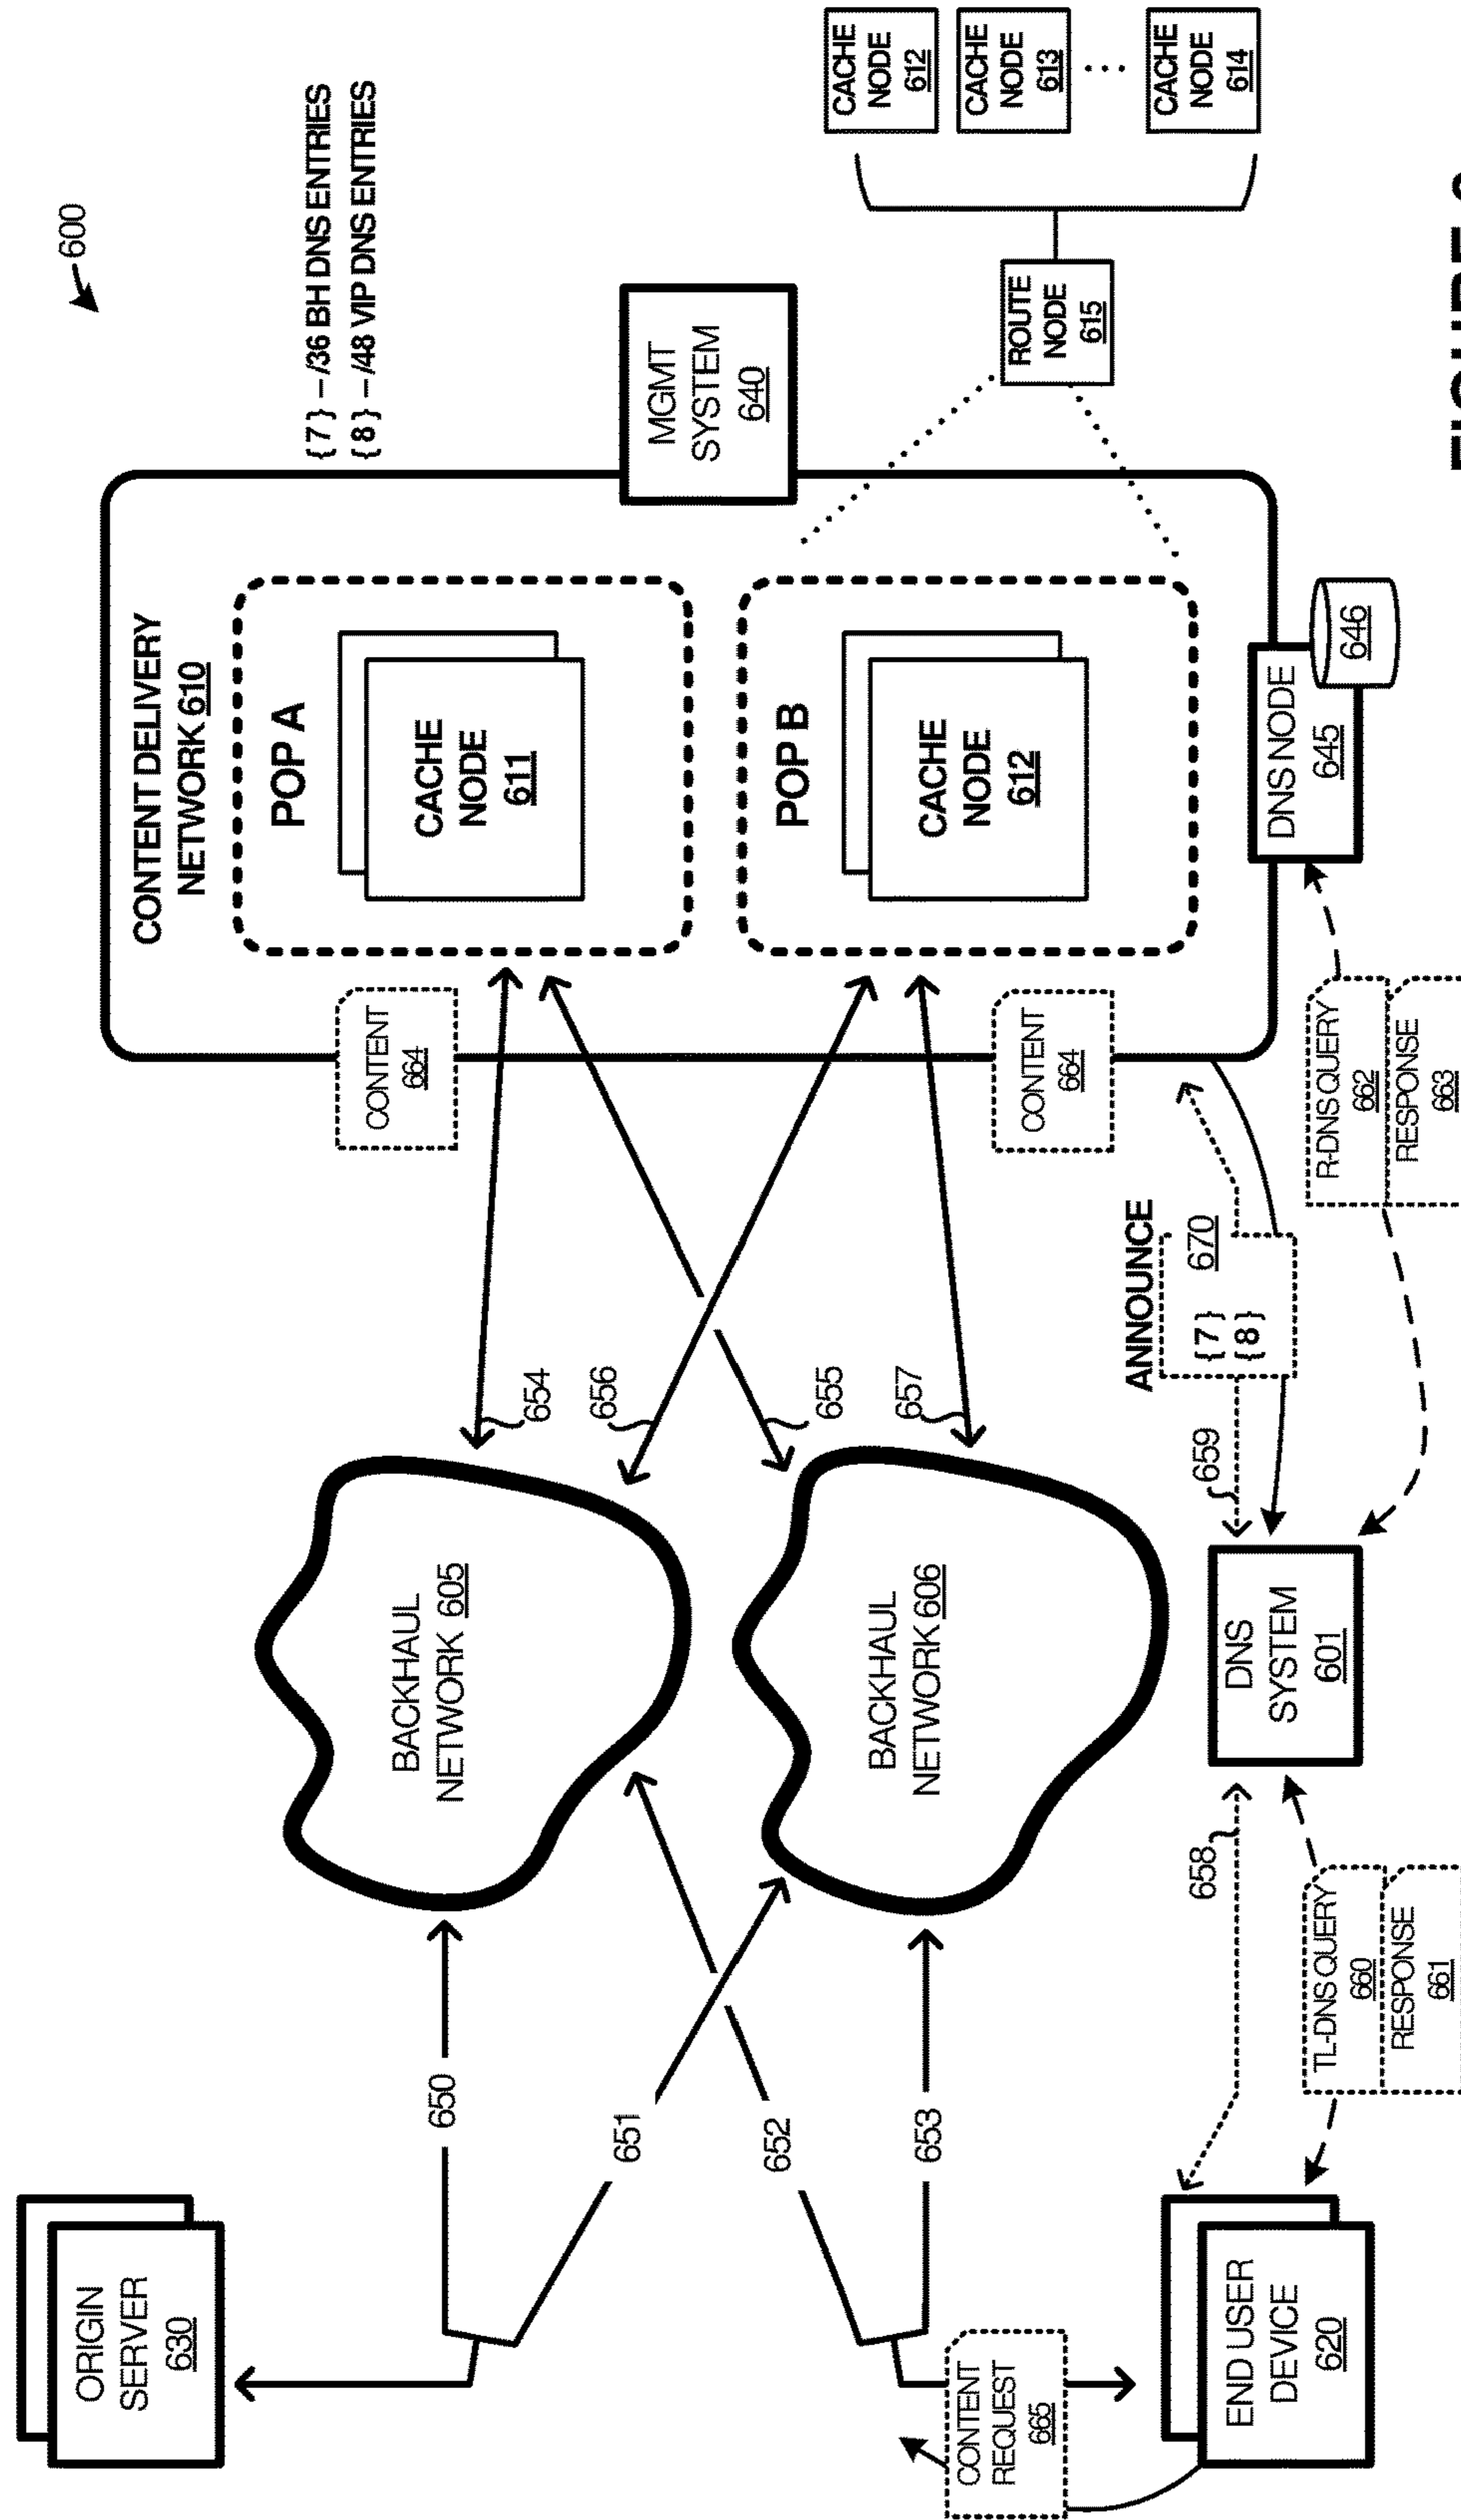 600
ORIGIN
SERVER
630
CONTENT DELIVERY
NETWORK 610
{ 7 } – /36 BH DNS ENTRIES
{ 8 } – /48 VIP DNS ENTRIES
POP A
CACHE
NODE
611
CONTENT
664
BACKHAUL
NETWORK 605
650
651
652
653
654
656
655
657
MGMT
SYSTEM
640
POP B
CACHE
NODE
612
BACKHAUL
NETWORK 606
CONTENT
664
CACHE
NODE
612
CACHE
NODE
613
CACHE
NODE
614
ROUTE
NODE
615
CONTENT
REQUEST
665
END USER
DEVICE
620
658
DNS
SYSTEM
601
659
ANNOUNCE
670
{ 7 }
{ 8 }
DNS NODE
645
646
TL-DNS QUERY
660
RESPONSE
661
R-DNS QUERY
662
RESPONSE
663